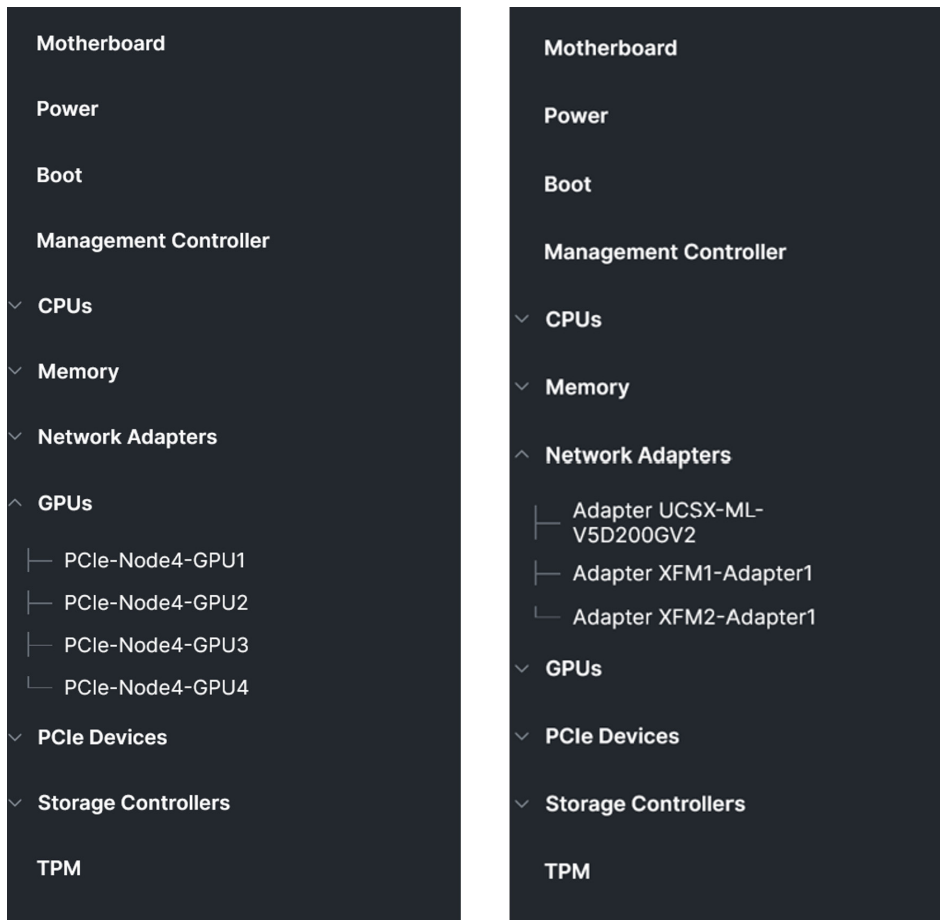 Motherboard
Power
Boot
Management Controller
CPUs
Memory
Network Adapters
GPUs
PCIe-Node4-GPU1
PCIe-Node4-GPU2
PCIe-Node4-GPU3
PCIe-Node4-GPU4
PCIe Devices
Storage Controllers
TPM
Motherboard
Power
Boot
Management Controller
CPUs
Memory
Network Adapters
Adapter UCSX-ML-
V5D200GV2
Adapter XFM1-Adapter1
Adapter XFM2-Adapter1
GPUs
PCIe Devices
Storage Controllers
TPM